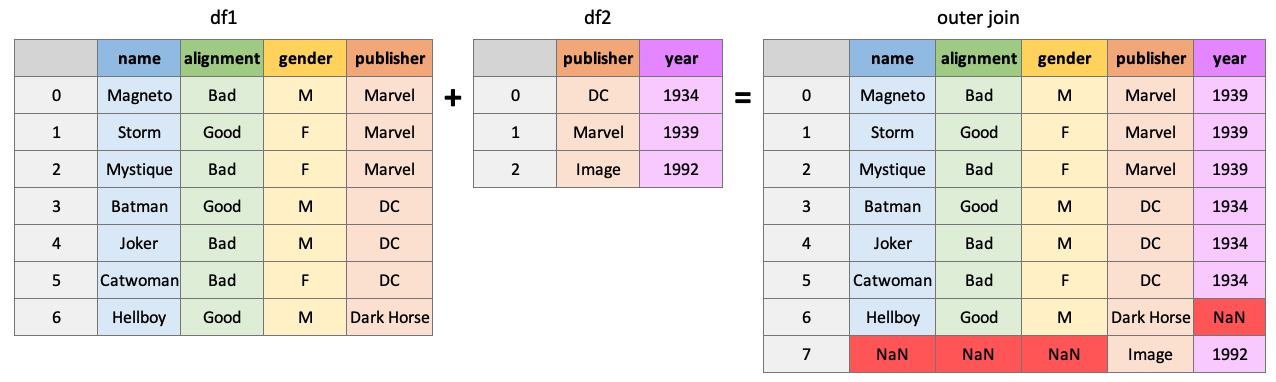 df1 df2 outer join
name alignment gender publisher publisher year name alignment gender publisher year
0 Magneto Bad M Marvel + 0 DC 1934 = 0 Magneto Bad M Marvel 1939
1 Storm Good F Marvel 1 Marvel 1939 1 Storm Good F Marvel 1939
2 Mystique Bad F Marvel 2 Image 1992 2 Mystique Bad F Marvel 1939
3 Batman Good M DC 3 Batman Good M DC 1934
4 Joker Bad M DC 4 Joker Bad M DC 1934
5 Catwoman Bad F DC 5 Catwoman Bad F DC 1934
6 Hellboy Good M Dark Horse 6 Hellboy Good M Dark Horse NaN
7 NaN NaN NaN Image 1992